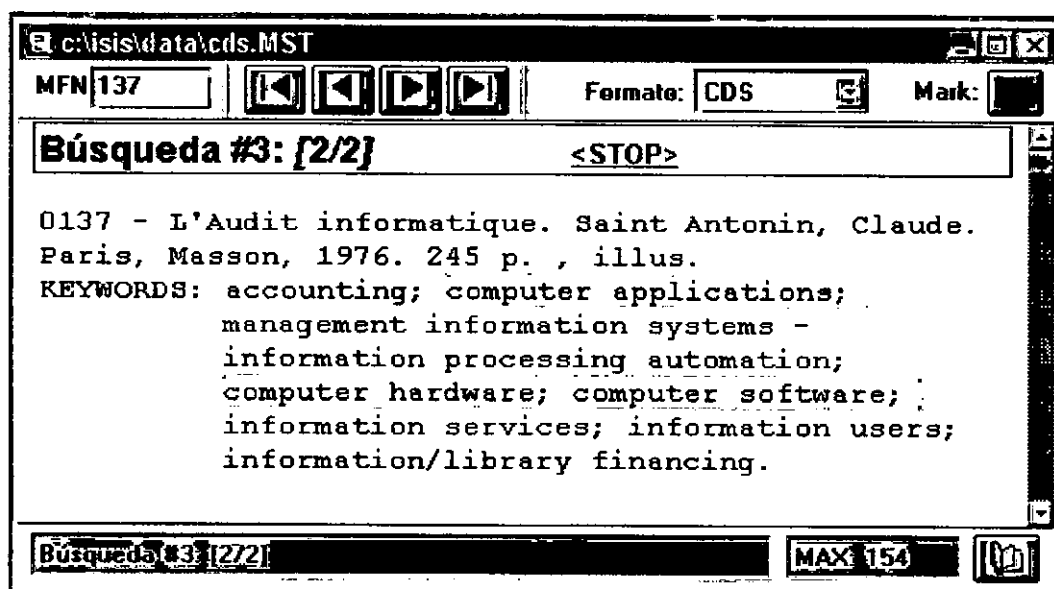 c:\isis\data\cds.MST
MFN 137 Formato: CDS Mark:
Búsqueda #3: [2/2] <STOP>
0137 - L'Audit informatique. Saint Antonin, Claude.
Paris, Masson, 1976. 245 p. , illus.
KEYWORDS: accounting; computer applications;
management information systems -
information processing automation;
computer hardware; computer software;
information services; information users;
information/library financing.
Búsqueda #3: [2/2] MAX: 154